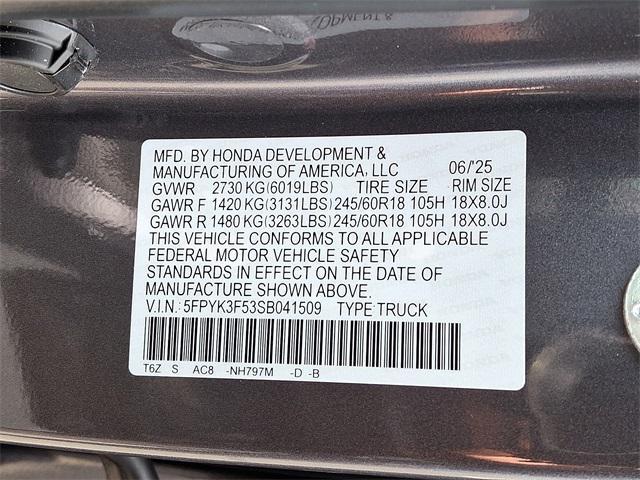 MFD. BY HONDA DEVELOPMENT &
MANUFACTURING OF AMERICA, LLC 06/'25
GVWR 2730 KG(6019LBS) TIRE SIZE RIM SIZE
GAWR F 1420 KG(3131LBS) 245/60R18 105H 18X8.0J
GAWR R 1480 KG(3263LBS) 245/60R18 105H 18X8.0J
THIS VEHICLE CONFORMS TO ALL APPLICABLE
FEDERAL MOTOR VEHICLE SAFETY
STANDARDS IN EFFECT ON THE DATE OF
MANUFACTURE SHOWN ABOVE.
V.I.N.: 5FPYK3F53SB041509 TYPE:TRUCK
T6Z S AC8 -NH797M -D -B